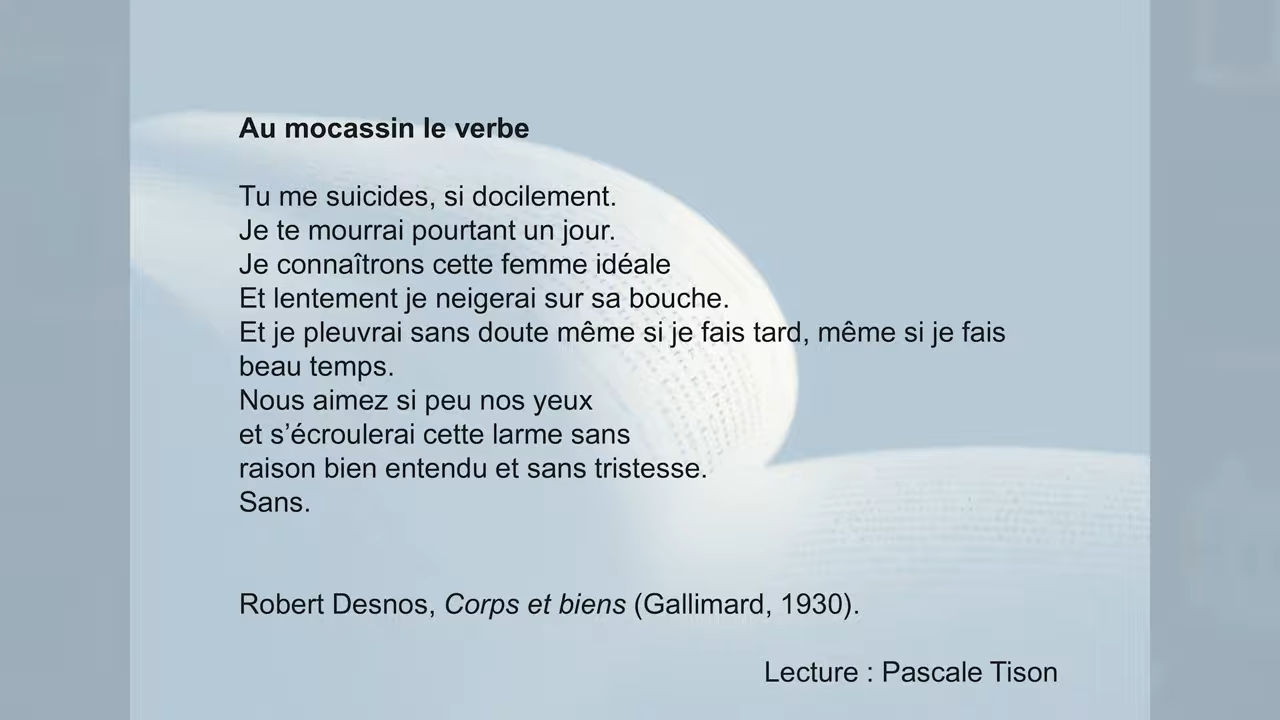 Au mocassin le verbe
Tu me suicides, si docilement.
Je te mourrai pourtant un jour.
Je connaîtrons cette femme idéale
Et lentement je neigerai sur sa bouche.
Et je pleuvrai sans doute même si je fais tard, même si je fais
beau temps.
Nous aimez si peu nos yeux
et s’écroulerai cette larme sans
raison bien entendu et sans tristesse.
Sans.
Robert Desnos, Corps et biens (Gallimard, 1930).
Lecture : Pascale Tison